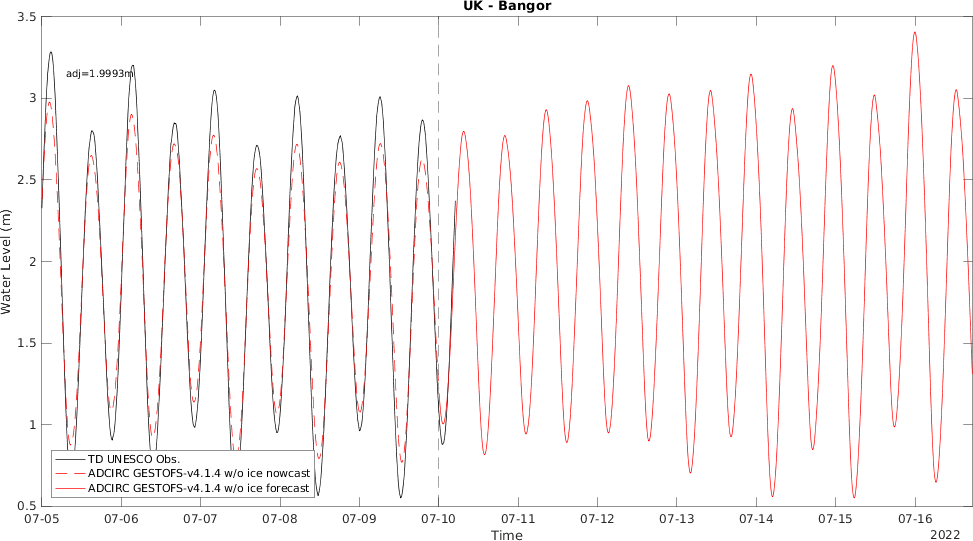 UK - Bangor
3.5
3
2.5
2
1.5
1
0.5
Water Level (m)
adj=1.9993m
TD UNESCO Obs.
ADCIRC GESTOFS-v4.1.4 w/o ice nowcast
ADCIRC GESTOFS-v4.1.4 w/o ice forecast
07-05 07-06 07-07 07-08 07-09 07-10 07-11 07-12 07-13 07-14 07-15 07-16
Time
2022